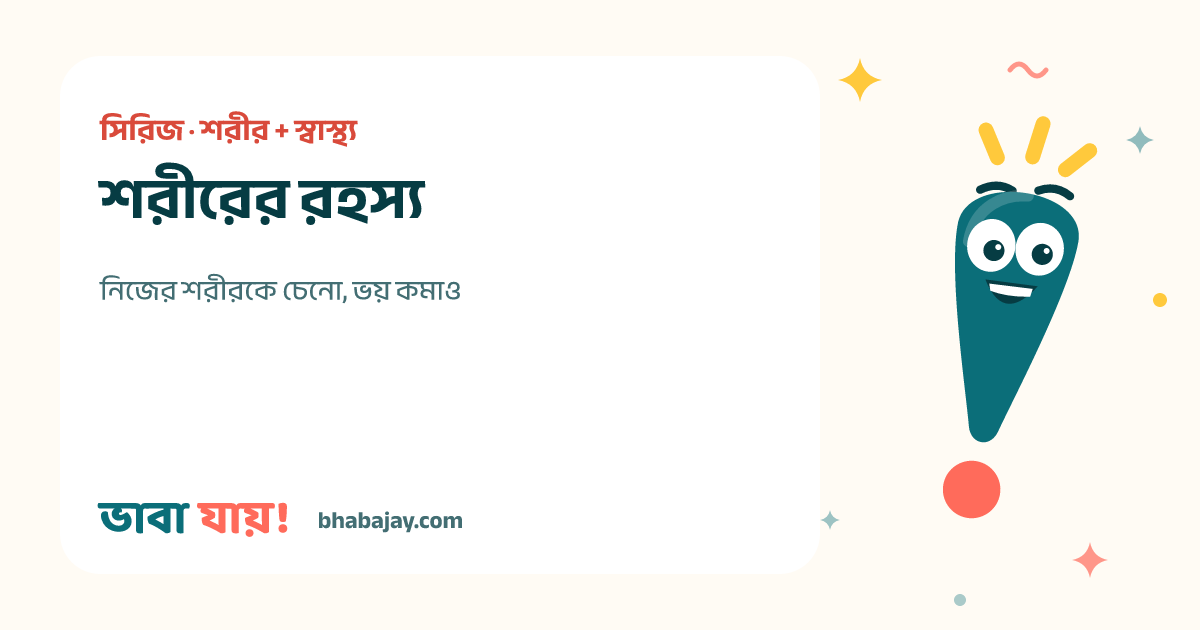 সিরিজ · শরীর + স্বাস্থ্য
শরীরের রহস্য
নিজের শরীরকে চেনো, ভয় কমাও
ভাবা যায়! bhabajay.com